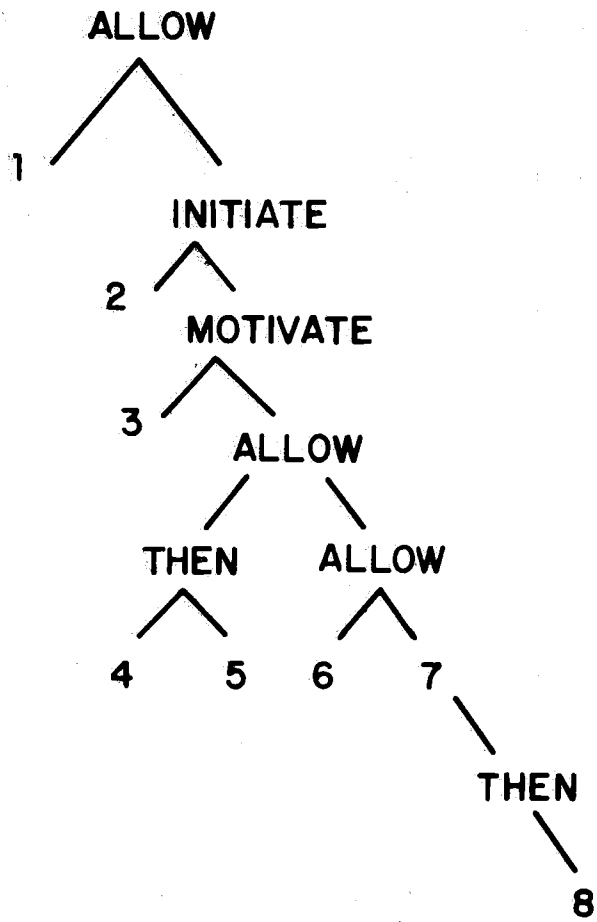 ALLOW
1
INITIATE
2
MOTIVATE
3
ALLOW
THEN ALLOW
4 5 6 7
THEN
8